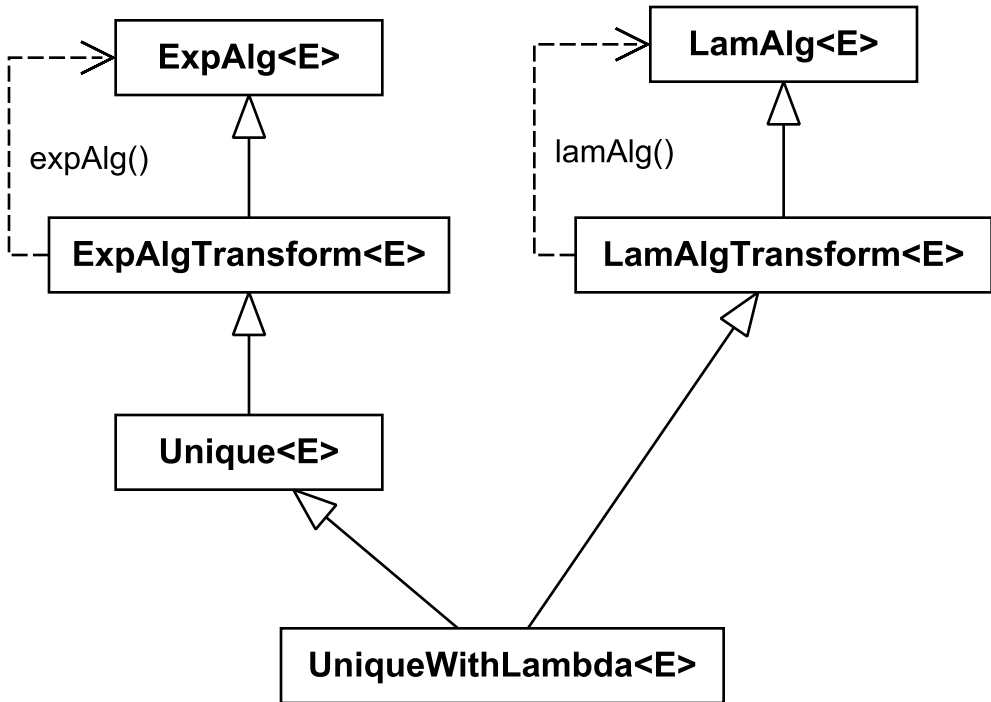 ExpAlg<E>
LamAlg<E>
expAlg()
lamAlg()
ExpAlgTransform<E>
LamAlgTransform<E>
Unique<E>
UniqueWithLambda<E>